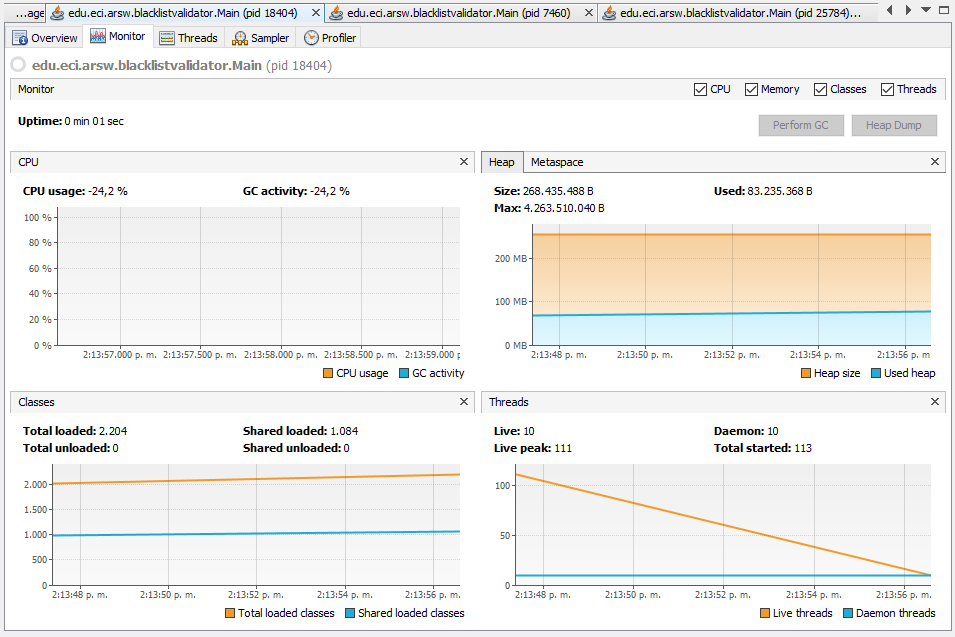 ...age edu.eci.arsw.blacklistvalidator.Main (pid 18404) edu.eci.arsw.blacklistvalidator.Main (pid 7460) edu.eci.arsw.blacklistvalidator.Main (pid 25784)...
Overview Monitor Threads Sampler Profiler
edu.eci.arsw.blacklistvalidator.Main (pid 18404)
Monitor CPU Memory Classes Threads
Uptime: 0 min 01 sec Perform GC Heap Dump
CPU
CPU usage: -24,2 % GC activity: -24,2 %
100 %
80 %
60 %
40 %
20 %
0 %
2:13:57.000 p. m. 2:13:57.500 p. m. 2:13:58.000 p. m. 2:13:58.500 p. m. 2:13:59.000 p
CPU usage GC activity
Heap Metaspace
Size: 268.435.488 B Used: 83.235.368 B
Max: 4.263.510.040 B
200 MB
100 MB
0 MB
2:13:48 p. m. 2:13:50 p. m. 2:13:52 p. m. 2:13:54 p. m. 2:13:56 p. m
Heap size Used heap
Classes
Total loaded: 2.204 Shared loaded: 1.084
Total unloaded: 0 Shared unloaded: 0
2.000
1.500
1.000
500
0
2:13:48 p. m. 2:13:50 p. m. 2:13:52 p. m. 2:13:54 p. m. 2:13:56 p. m.
Total loaded classes Shared loaded classes
Threads
Live: 10 Daemon: 10
Live peak: 111 Total started: 113
100
50
0
2:13:48 p. m. 2:13:50 p. m. 2:13:52 p. m. 2:13:54 p. m. 2:13:56 p. m.
Live threads Daemon threads